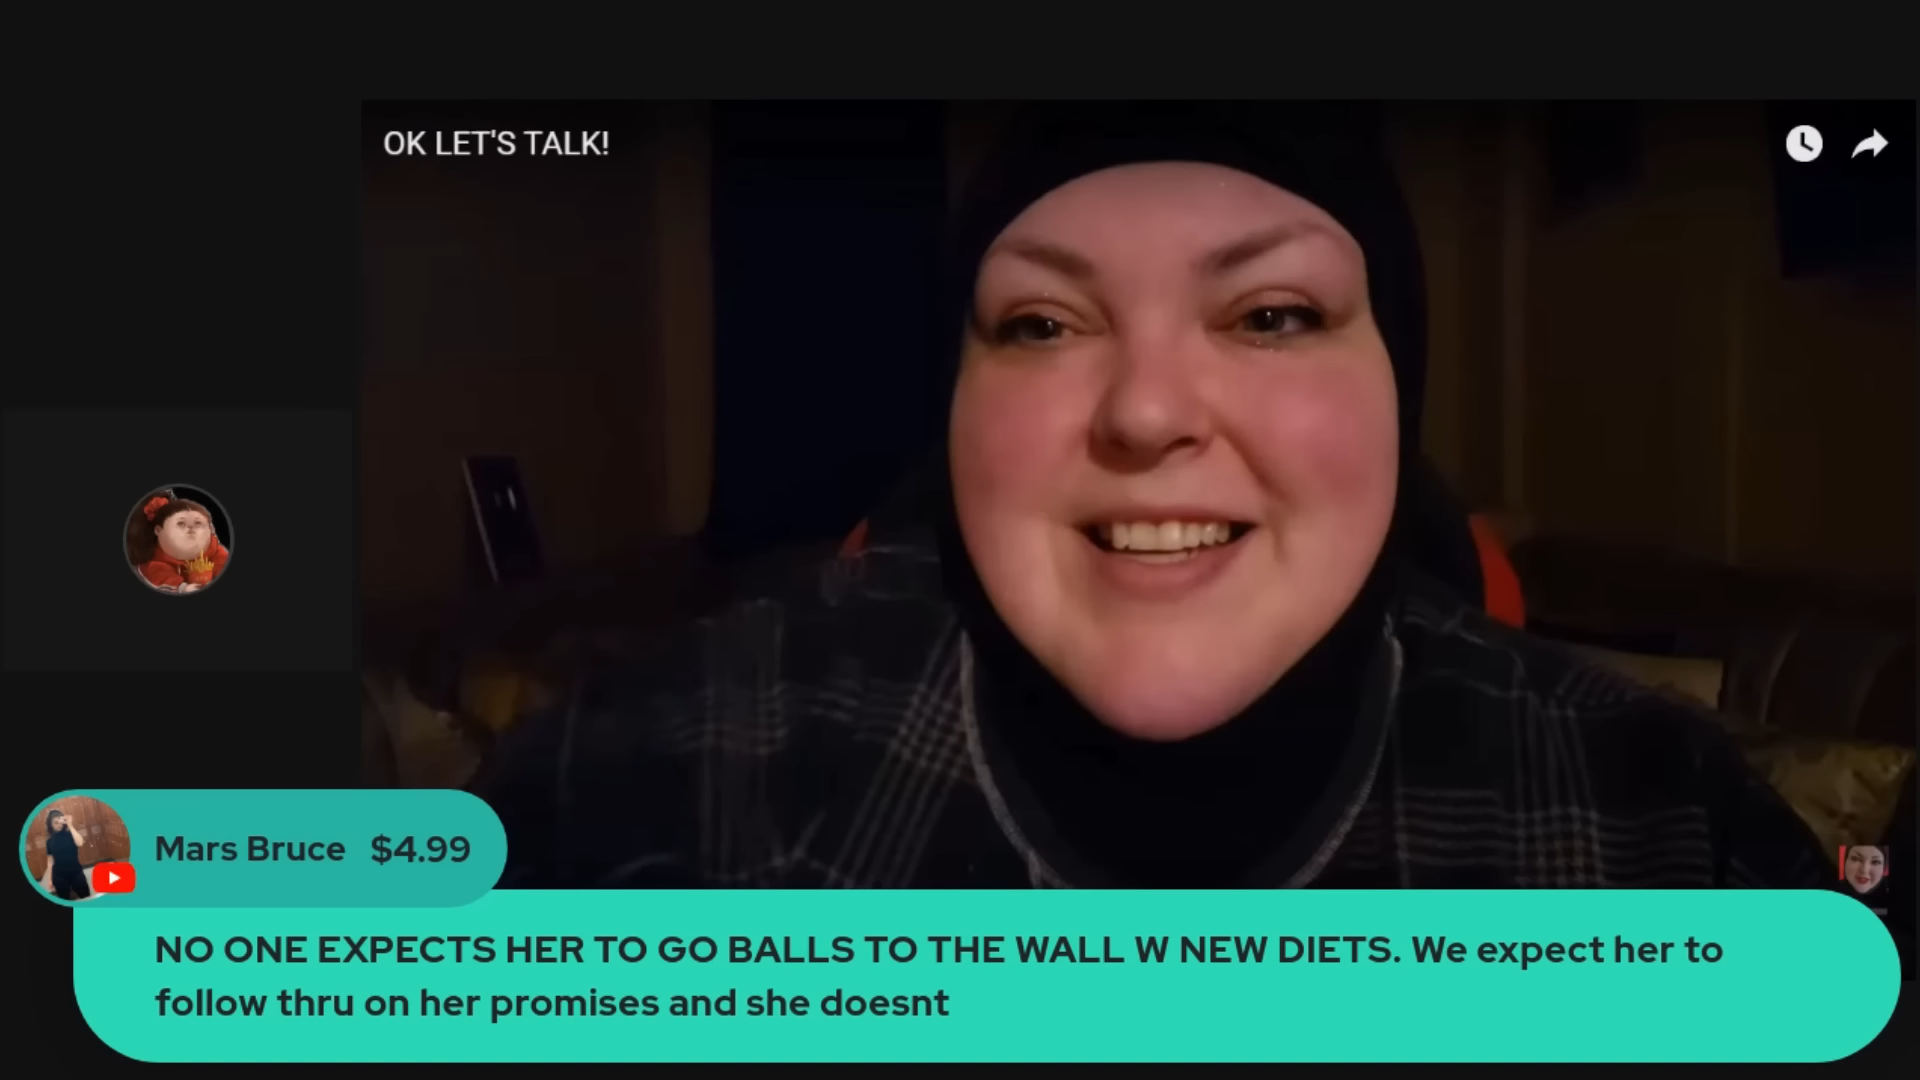 OK LET'S TALK!
Mars Bruce $4.99
NO ONE EXPECTS HER TO GO BALLS TO THE WALL W NEW DIETS. We expect her to
follow thru on her promises and she doesnt